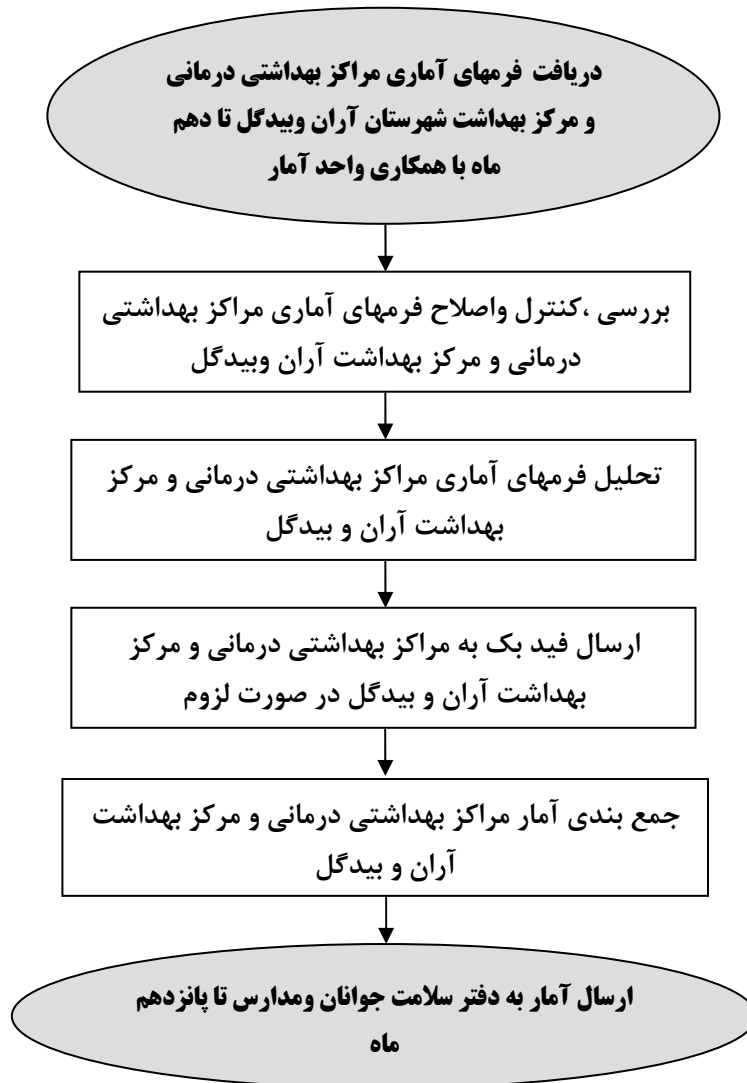 دریافت فرمهای آماری مراکز بهداشتی درمانی
و مرکز بهداشت شهرستان آران وبیدگل تا دهم
ماه با همکاری واحد آمار
بررسی ،کنترل واصلاح فرمهای آماری مراکز بهداشتی
درمانی و مرکز بهداشت آران وبیدگل
تحلیل فرمهای آماری مراکز بهداشتی درمانی و مرکز
بهداشت آران و بیدگل
ارسال فید بک به مراکز بهداشتی درمانی و مرکز
بهداشت آران و بیدگل در صورت لزوم
جمع بندی آمار مراکز بهداشتی درمانی و مرکز بهداشت
آران و بیدگل
ارسال آمار به دفتر سلامت جوانان ومدارس تا پانزدهم
ماه